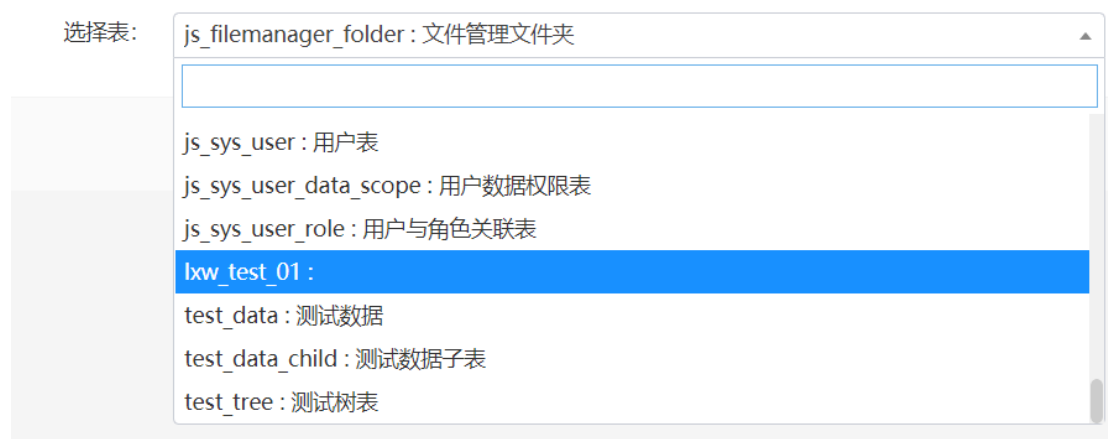 选择表: js_filemanager_folder : 文件管理文件夹
js_sys_user : 用户表
js_sys_user_data_scope : 用户数据权限表
js_sys_user_role : 用户与角色关联表
lxw_test_01 :
test_data : 测试数据
test_data_child : 测试数据子表
test_tree : 测试树表